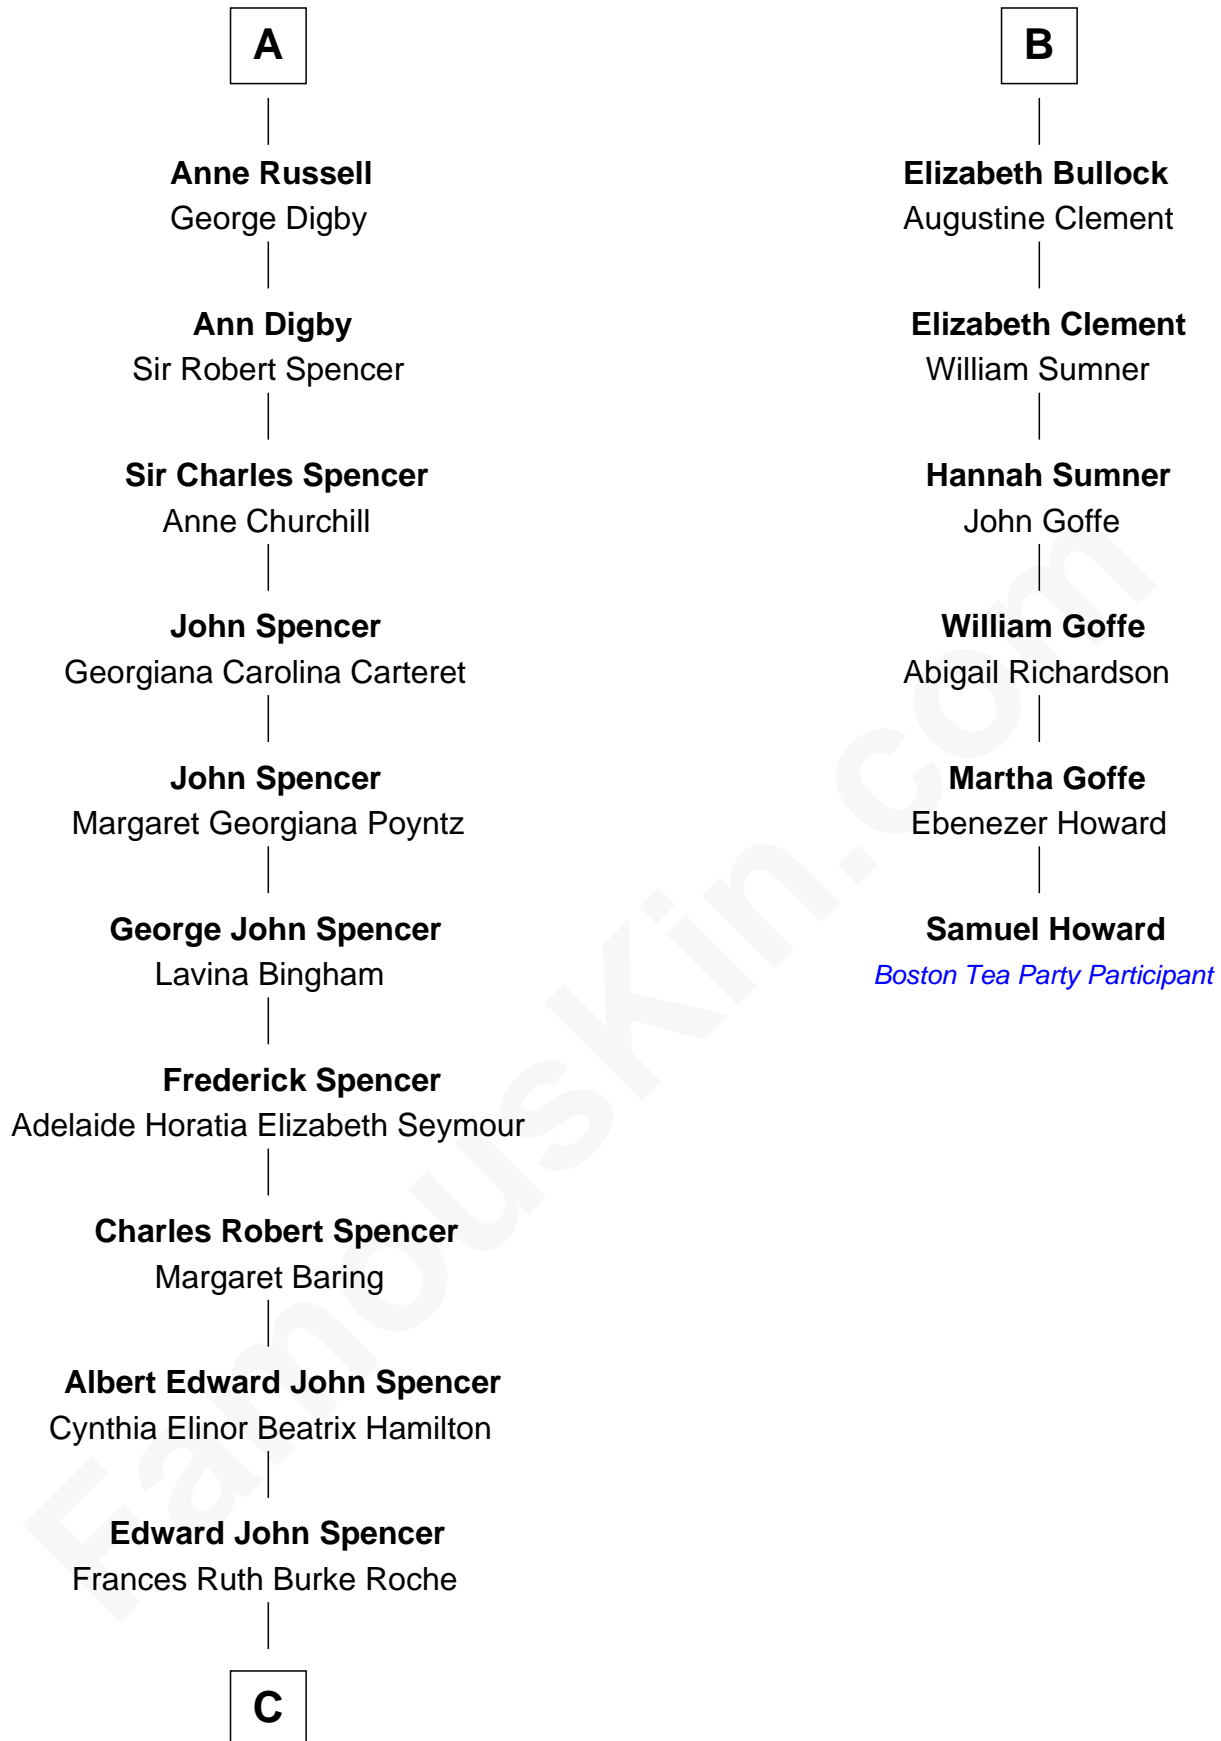 A
Anne Russell
George Digby
Ann Digby
Sir Robert Spencer
Sir Charles Spencer
Anne Churchill
John Spencer
Georgiana Carolina Carteret
John Spencer
Margaret Georgiana Poyntz
George John Spencer
Lavina Bingham
Frederick Spencer
Adelaide Horatia Elizabeth Seymour
Charles Robert Spencer
Margaret Baring
Albert Edward John Spencer
Cynthia Elinor Beatrix Hamilton
Edward John Spencer
Frances Ruth Burke Roche
C
B
Elizabeth Bullock
Augustine Clement
Elizabeth Clement
William Sumner
Hannah Sumner
John Goffe
William Goffe
Abigail Richardson
Martha Goffe
Ebenezer Howard
Samuel Howard
Boston Tea Party Participant
FamousKin.com